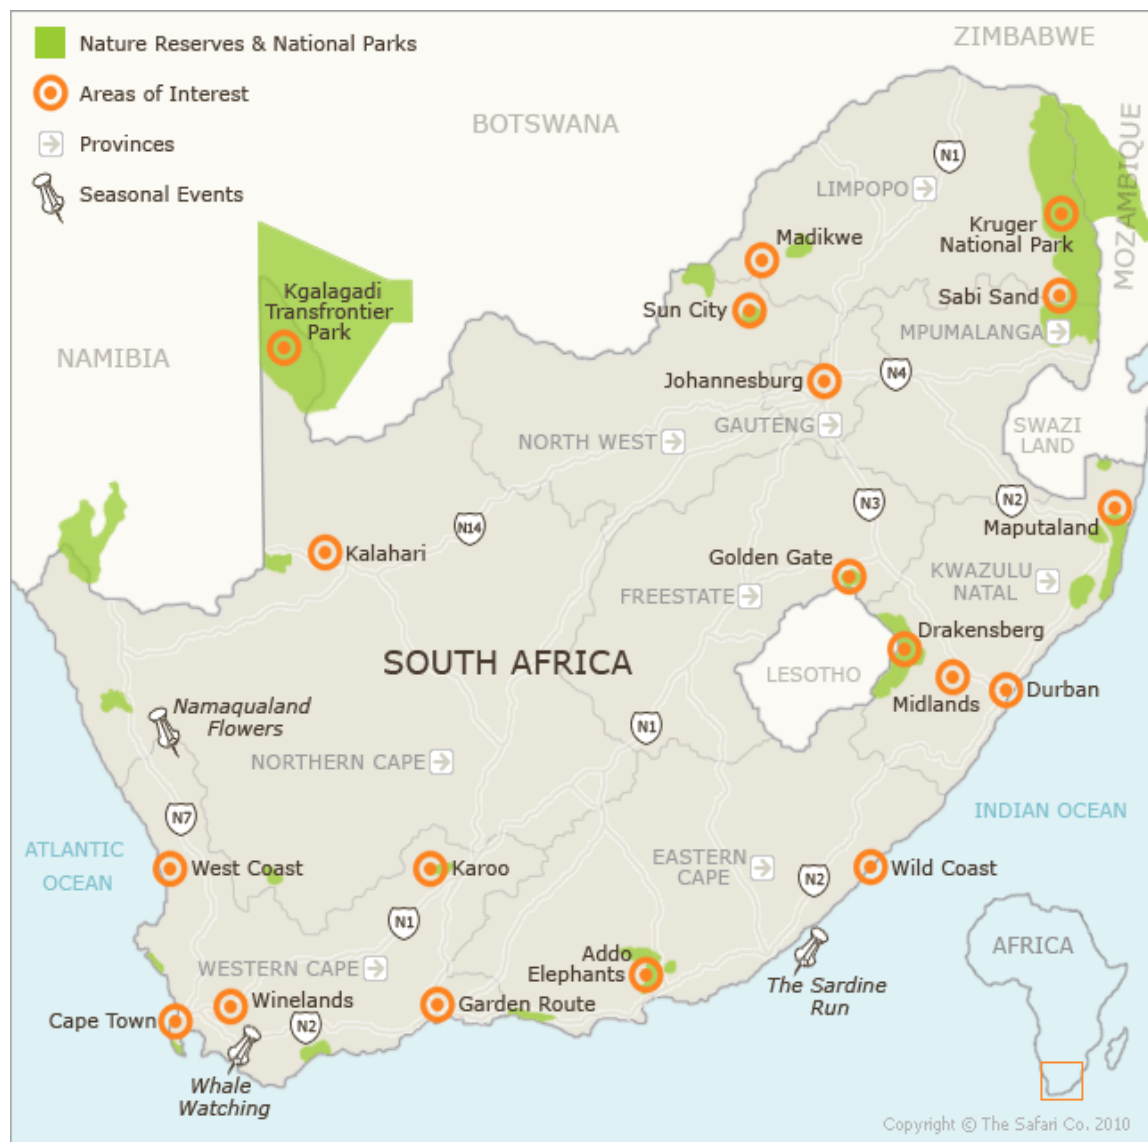 Nature Reserves & National Parks
Areas of Interest
Provinces
Seasonal Events
ZIMBABWE
BOTSWANA
MOZAMBIQUE
N1
LIMPOPO
Kruger
National Park
Madikwe
Kgalagadi
Transfrontier
Park
Sabi Sand
Sun City
MPUMALANGA
NAMIBIA
Johannesburg
N4
GAUTENG
SWAZI
LAND
NORTH WEST
N3
N2
N14
Maputaland
Kalahari
Golden Gate
KWAZULU
NATAL
FREESTATE
Drakensberg
SOUTH AFRICA
LESOTHO
Midlands
Durban
Namaqualand
Flowers
N1
NORTHERN CAPE
N7
INDIAN OCEAN
ATLANTIC
OCEAN
West Coast
Karoo
EASTERN
CAPE
N2
Wild Coast
N1
AFRICA
Addo
Elephants
WESTERN CAPE
The Sardine
Run
Winelands
Garden Route
Cape Town
N2
Whale
Watching
Copyright © The Safari Co. 2010